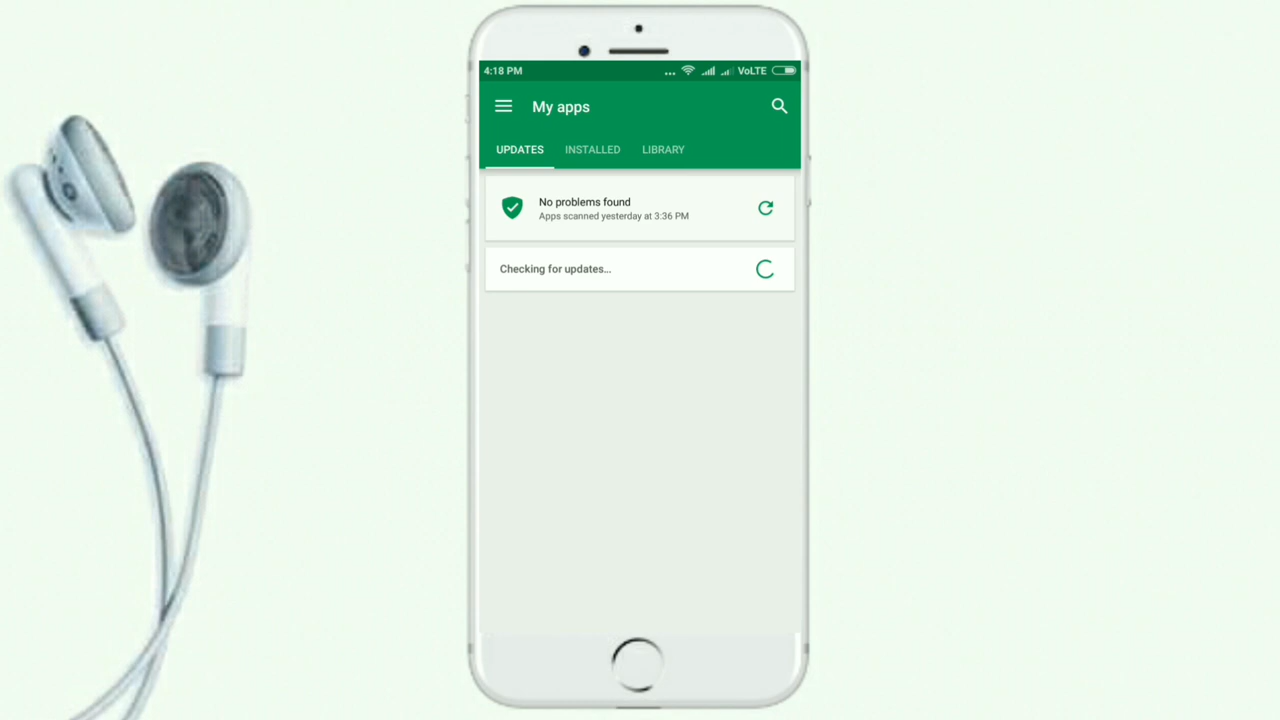 4:18 PM ... VoLTE
My apps
UPDATES INSTALLED LIBRARY
No problems found
Apps scanned yesterday at 3:36 PM
Checking for updates...